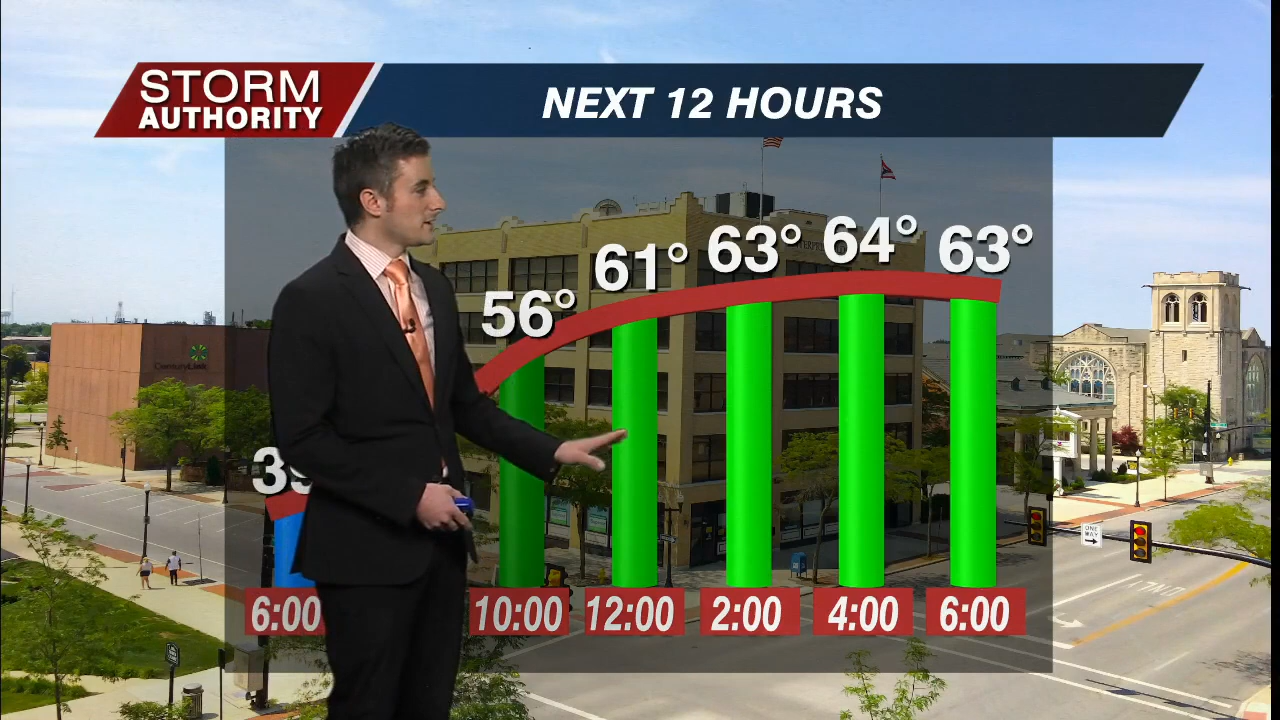 STORM
AUTHORITY
NEXT 12 HOURS
56° 61° 63° 64° 63°
CenturyLink
ONE
WAY
ONLY
6:00 10:00 12:00 2:00 4:00 6:00